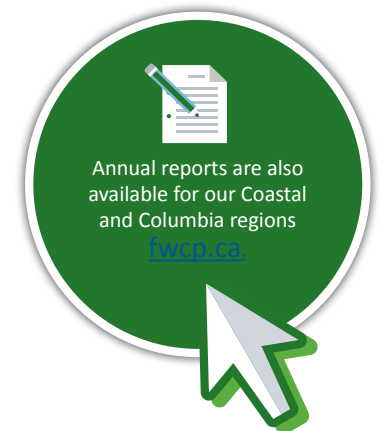 Annual reports are also
available for our Coastal
and Columbia regions
fwcp.ca.